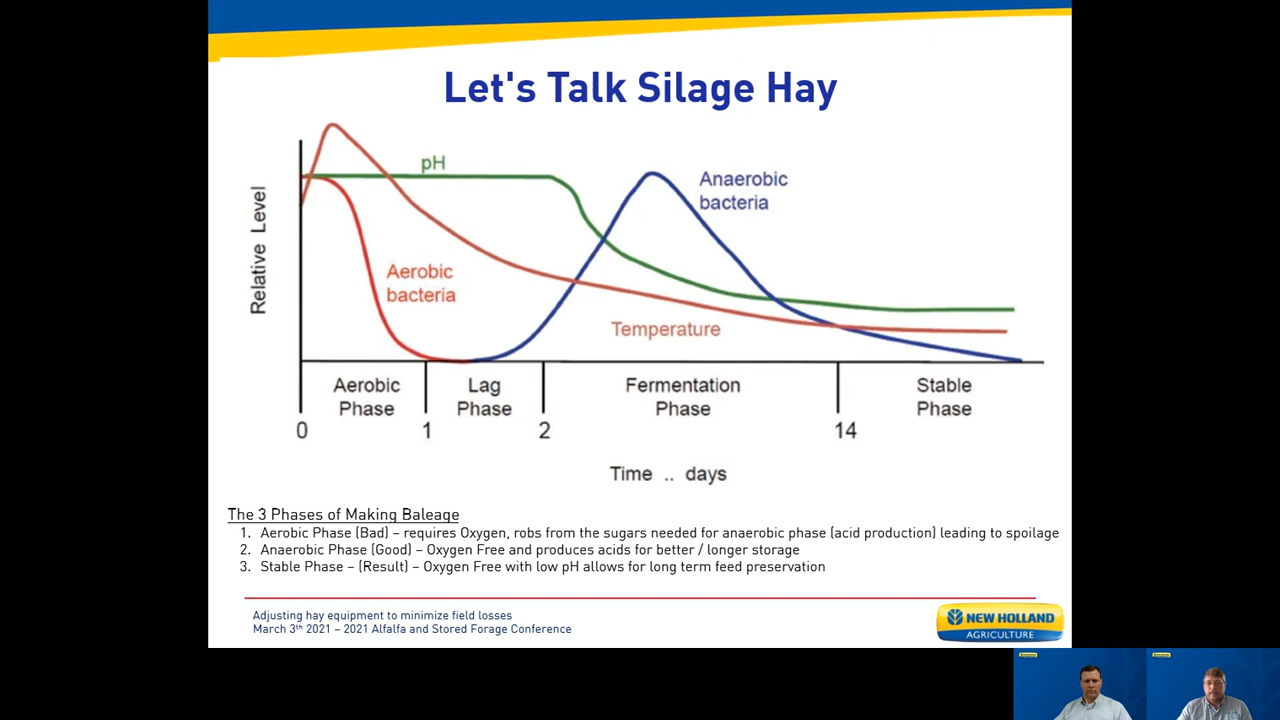 Let's Talk Silage Hay
pH
Anaerobic
bacteria
Relative Level
Aerobic
bacteria
Temperature
Aerobic
Phase
Lag
Phase
Fermentation
Phase
Stable
Phase
0
1
2
14
Time .. days
The 3 Phases of Making Baleage
1. Aerobic Phase (Bad) – requires Oxygen, robs from the sugars needed for anaerobic phase (acid production) leading to spoilage
2. Anaerobic Phase (Good) – Oxygen Free and produces acids for better / longer storage
3. Stable Phase – (Result) – Oxygen Free with low pH allows for long term feed preservation
Adjusting hay equipment to minimize field losses
March 3th 2021 – 2021 Alfalfa and Stored Forage Conference
NEW HOLLAND
AGRICULTURE